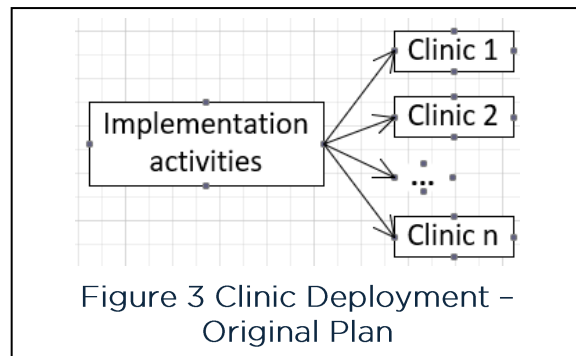 Implementation
activities
Clinic 1
Clinic 2
...
Clinic n
Figure 3 Clinic Deployment –
Original Plan